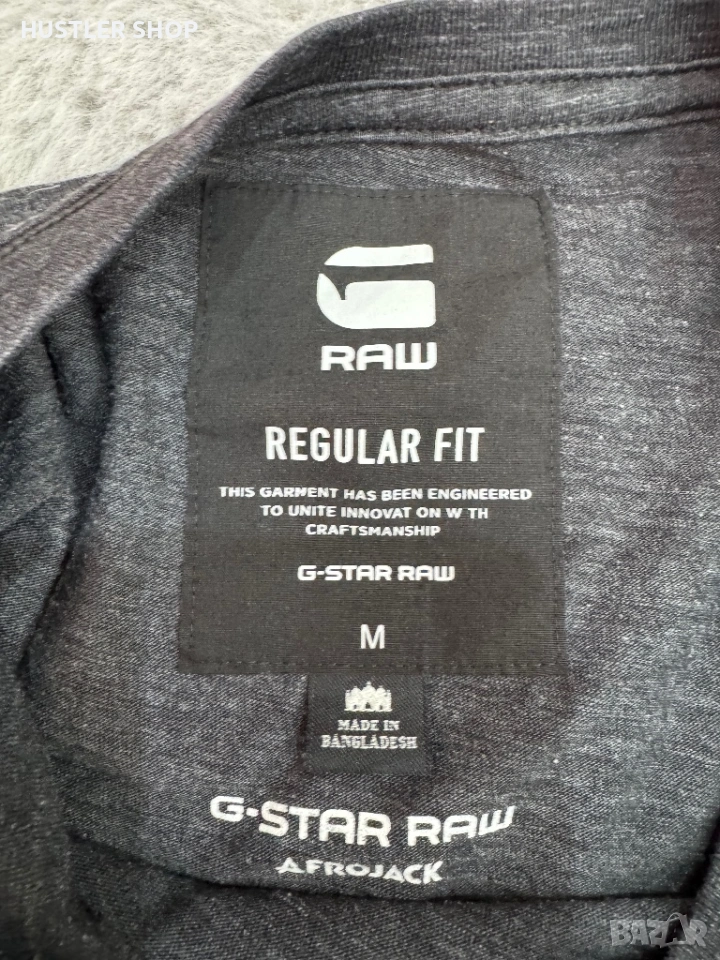 HUSTLER SHOP
RAW
REGULAR FIT
THIS GARMENT HAS BEEN ENGINEERED
TO UNITE INNOVAT ON W TH
CRAFTSMANSHIP
G-STAR RAW
M
MADE IN
BANGLADESH
G-STAR RAW
AFROJACK
BAZAR